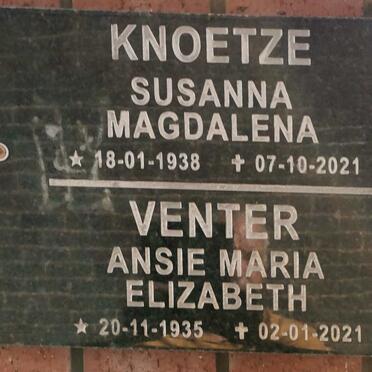 KNOETZE
SUSANNA
MAGDALENA
★ 18-01-1938 ✝ 07-10-2021
VENTER
ANSIE MARIA
ELIZABETH
★ 20-11-1935 ✝ 02-01-2021